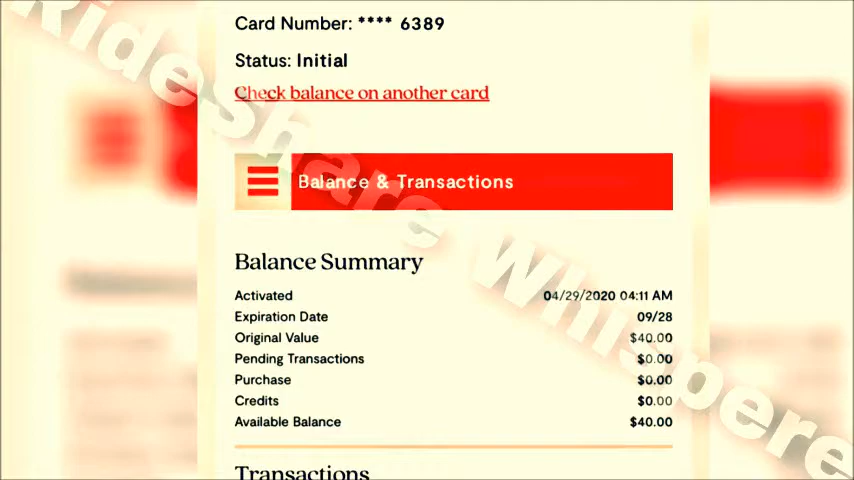 Card Number: **** 6389
Status: Initial
Check balance on another card
Balance & Transactions
Balance Summary
Activated 04/29/2020 04:11 AM
Expiration Date 09/28
Original Value $40.00
Pending Transactions $0.00
Purchase $0.00
Credits $0.00
Available Balance $40.00
Transactions
RideShare Whispere